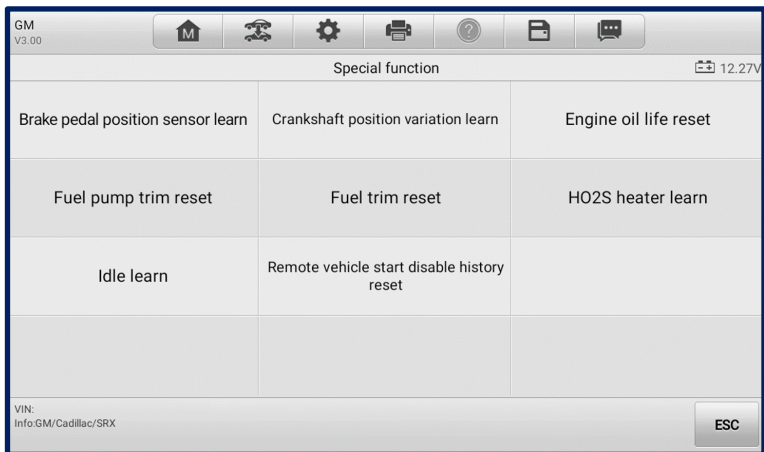 GM
V3.00
M
?
Special function
12.27V
Brake pedal position sensor learn
Crankshaft position variation learn
Engine oil life reset
Fuel pump trim reset
Fuel trim reset
HO2S heater learn
Idle learn
Remote vehicle start disable history
reset
VIN:
Info:GM/Cadillac/SRX
ESC